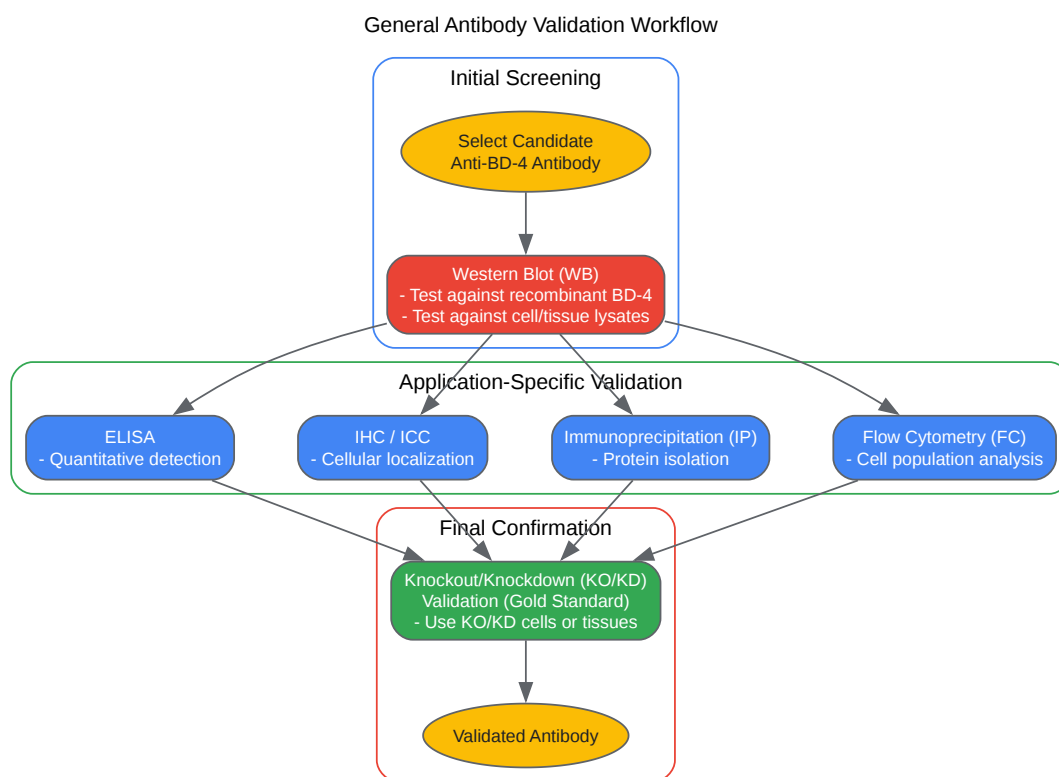 General Antibody Validation Workflow
Initial Screening
Select Candidate
Anti-BD-4 Antibody
Western Blot (WB)
- Test against recombinant BD-4
- Test against cell/tissue lysates
Application-Specific Validation
ELISA
- Quantitative detection
IHC / ICC
- Cellular localization
Immunoprecipitation (IP)
- Protein isolation
Flow Cytometry (FC)
- Cell population analysis
Final Confirmation
Knockout/Knockdown (KO/KD)
Validation (Gold Standard)
- Use KO/KD cells or tissues
Validated Antibody